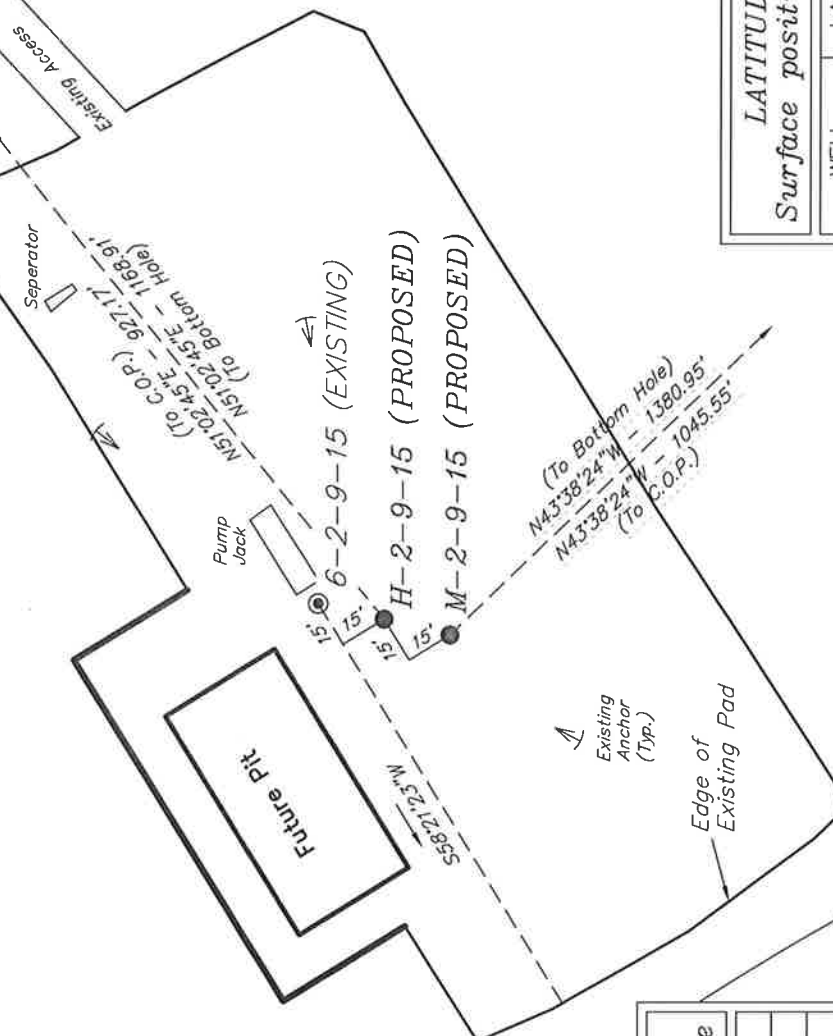 Existing Access
Seperator
(To C.O.P.)
N51°02'45"E - 927.17'
N51°02'45"E - 1168.91'
(To Bottom Hole)
Pump
Jack
6-2-9-15 (EXISTING)
H-2-9-15 (PROPOSED)
M-2-9-15 (PROPOSED)
15'
15'
15'
15'
(To Bottom Hole)
N43°38'24"W - 1380.95'
N43°38'24"W - 1045.55'
(To C.O.P.)
Future Pit
S58°21'23"W
Existing
Anchor
(Typ.)
Edge of
Existing Pad
LATITUD
Surface posit